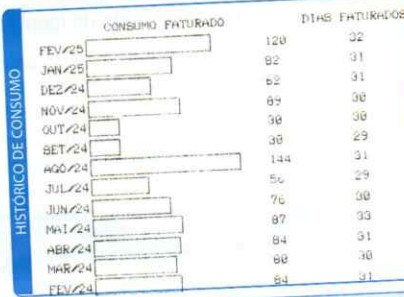 HISTÓRICO DE CONSUMO
CONSUMO FATURADO DIAS FATURADOS
FEV/25 120 32
JAN/25 82 31
DEZ/24 62 31
NOV/24 89 30
OUT/24 30 30
SET/24 30 29
AGO/24 144 31
JUL/24 56 29
JUN/24 76 30
MAI/24 87 33
ABR/24 84 31
MAR/24 80 30
FEV/24 84 31